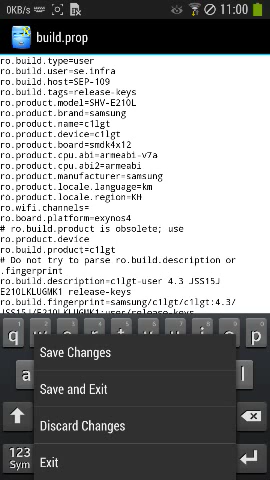 0KB/s 11:00
build.prop
ro.build.type=user
ro.build.user=se.infra
ro.build.host=SEP-109
ro.build.tags=release-keys
ro.product.model=SHV-E210L
ro.product.brand=samsung
ro.product.name=c1lgt
ro.product.device=c1lgt
ro.product.board=smdk4x12
ro.product.cpu.abi=armeabi-v7a
ro.product.cpu.abi2=armeabi
ro.product.manufacturer=samsung
ro.product.locale.language=km
ro.product.locale.region=KH
ro.wifi.channels=
ro.board.platform=exynos4
# ro.build.product is obsolete; use
ro.product.device
ro.build.product=c1lgt
# Do not try to parse ro.build.description or
.fingerprint
ro.build.description=c1lgt-user 4.3 JSS15J
E210LKLUGMK1 release-keys
ro.build.fingerprint=samsung/c1lgt/c1lgt:4.3/
JSS15J/E210LKLUGMK1:user/release-keys
q w e r t y u i o p
a l
Save Changes
Save and Exit
Discard Changes
123
Sym
Exit